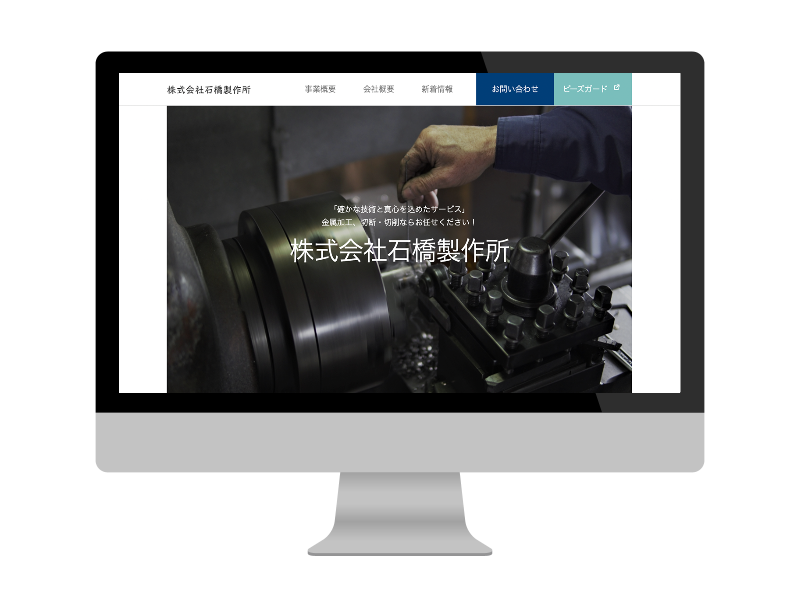 株式会社石橋製作所
事業概要
会社概要
新着情報
お問い合わせ
ビーズガード
「確かな技術と真心を込めたサービス」
金属加工、切断・切削ならお任せください！
株式会社石橋製作所